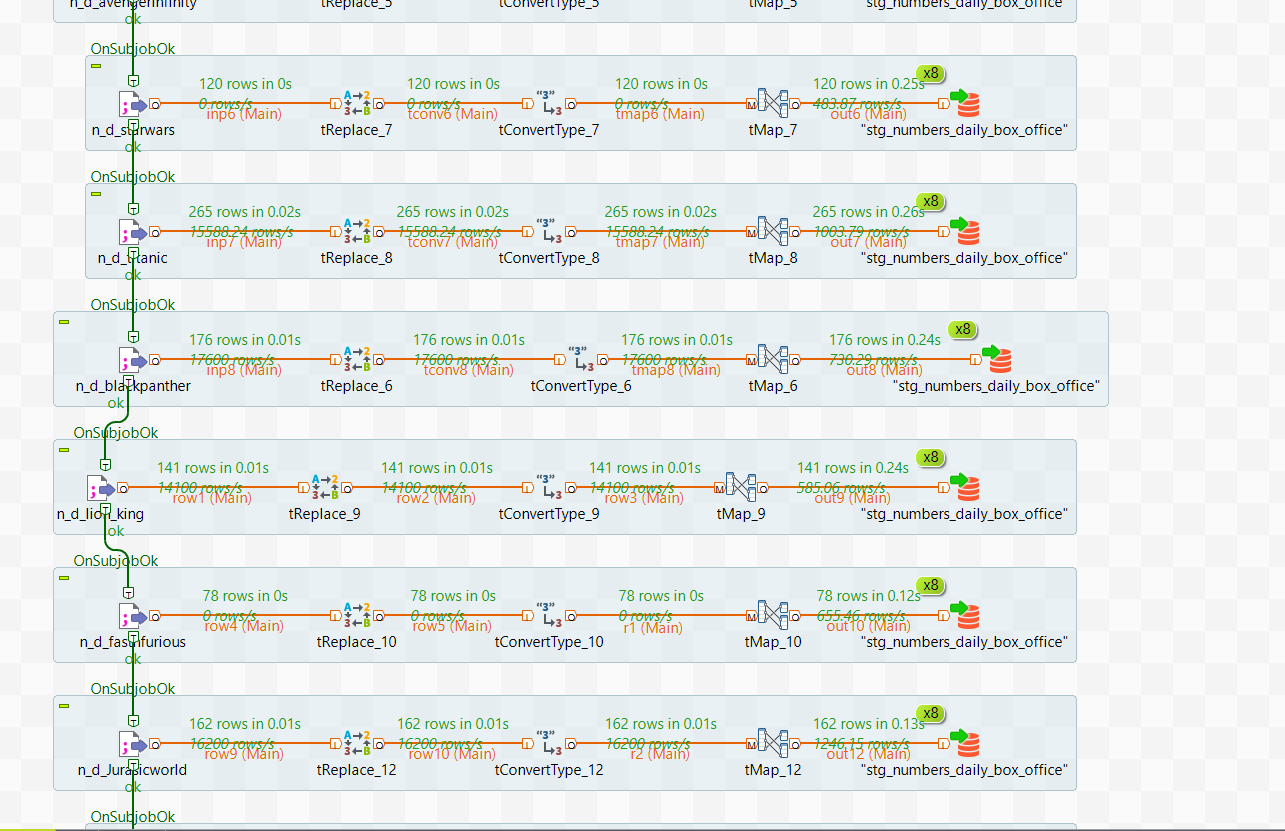 n_d_avengerinfinity tReplace_5 tConvertType_5 tMap_5 "stg_numbers_daily_box_office"
ok
OnSubjobOk
120 rows in 0s 120 rows in 0s 120 rows in 0s 120 rows in 0.25s x8
0 rows/s 0 rows/s 0 rows/s 483.87 rows/s
inp6 (Main) tconv6 (Main) tmap6 (Main) out6 (Main)
n_d_starwars tReplace_7 tConvertType_7 tMap_7 "stg_numbers_daily_box_office"
ok
OnSubjobOk
265 rows in 0.02s 265 rows in 0.02s 265 rows in 0.02s 265 rows in 0.26s x8
15588.24 rows/s 15588.24 rows/s 15588.24 rows/s 1003.79 rows/s
inp7 (Main) tconv7 (Main) tmap7 (Main) out7 (Main)
n_d_titanic tReplace_8 tConvertType_8 tMap_8 "stg_numbers_daily_box_office"
ok
OnSubjobOk
176 rows in 0.01s 176 rows in 0.01s 176 rows in 0.01s 176 rows in 0.24s x8
17600 rows/s 17600 rows/s 17600 rows/s 730.29 rows/s
inp8 (Main) tconv8 (Main) tmap8 (Main) out8 (Main)
n_d_blackpanther tReplace_6 tConvertType_6 tMap_6 "stg_numbers_daily_box_office"
ok
OnSubjobOk
141 rows in 0.01s 141 rows in 0.01s 141 rows in 0.01s 141 rows in 0.24s x8
14100 rows/s 14100 rows/s 14100 rows/s 585.06 rows/s
row1 (Main) row2 (Main) row3 (Main) out9 (Main)
n_d_lion_king tReplace_9 tConvertType_9 tMap_9 "stg_numbers_daily_box_office"
ok
OnSubjobOk
78 rows in 0s 78 rows in 0s 78 rows in 0s 78 rows in 0.12s x8
0 rows/s 0 rows/s 0 rows/s 655.46 rows/s
row4 (Main) row5 (Main) r1 (Main) out10 (Main)
n_d_fastnfurious tReplace_10 tConvertType_10 tMap_10 "stg_numbers_daily_box_office"
ok
OnSubjobOk
162 rows in 0.01s 162 rows in 0.01s 162 rows in 0.01s 162 rows in 0.13s x8
16200 rows/s 16200 rows/s 16200 rows/s 1246.15 rows/s
row9 (Main) row10 (Main) r2 (Main) out12 (Main)
n_d_Jurasicworld tReplace_12 tConvertType_12 tMap_12 "stg_numbers_daily_box_office"
ok
OnSubjobOk